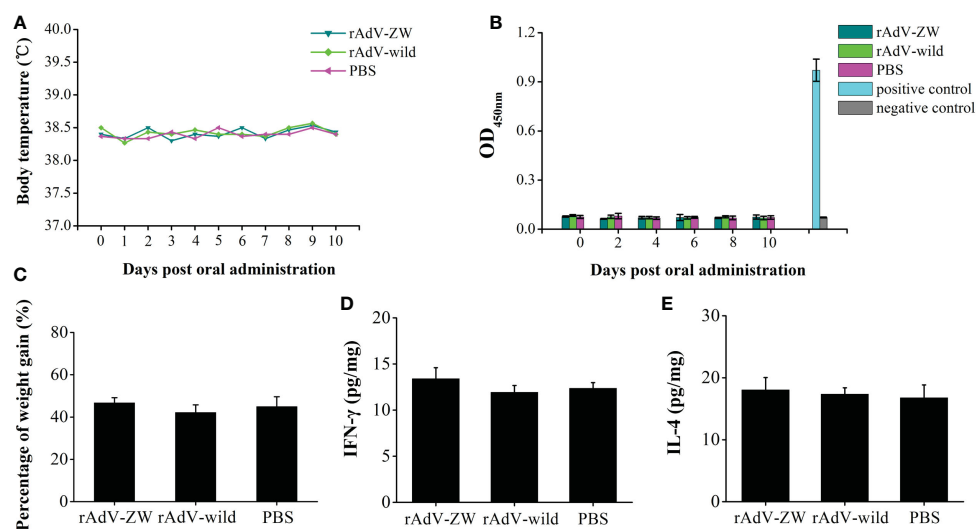 A
Body temperature (℃)
40.0
39.5
39.0
38.5
38.0
37.5
37.0
rAdV-ZW
rAdV-wild
PBS
0 1 2 3 4 5 6 7 8 9 10
Days post oral administration
B
OD450nm
1.2
0.9
0.6
0.3
0.0
rAdV-ZW
rAdV-wild
PBS
positive control
negative control
0 2 4 6 8 10
Days post oral administration
C
Percentage of weight gain (%)
80
60
40
20
0
rAdV-ZW rAdV-wild PBS
D
IFN-γ (pg/mg)
20
15
10
5
0
rAdV-ZW rAdV-wild PBS
E
IL-4 (pg/mg)
30
20
10
0
rAdV-ZW rAdV-wild PBS